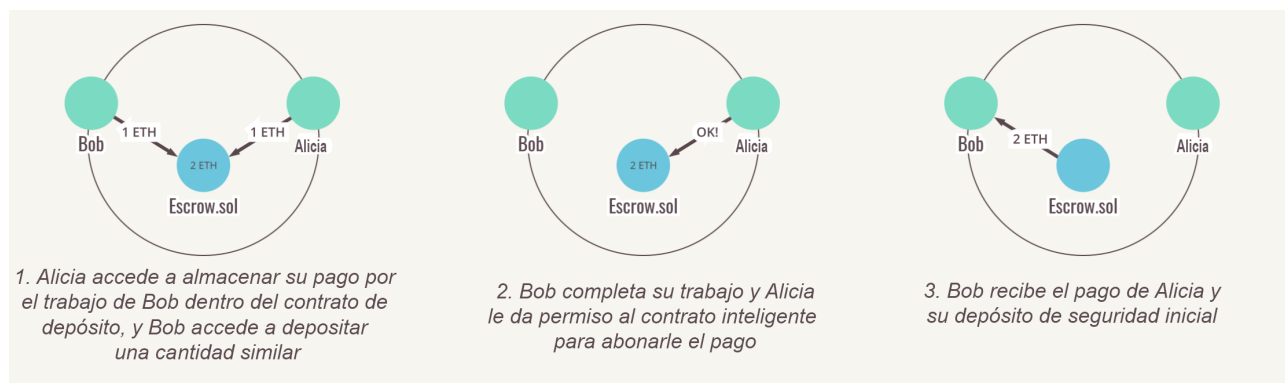 1 ETH
1 ETH
Bob
Alicia
2 ETH
Escrow.sol
1. Alicia accede a almacenar su pago por
el trabajo de Bob dentro del contrato de
depósito, y Bob accede a depositar
una cantidad similar
OK!
Bob
Alicia
2 ETH
Escrow.sol
2. Bob completa su trabajo y Alicia
le da permiso al contrato inteligente
para abonarle el pago
2 ETH
Bob
Alicia
Escrow.sol
3. Bob recibe el pago de Alicia y
su depósito de seguridad inicial